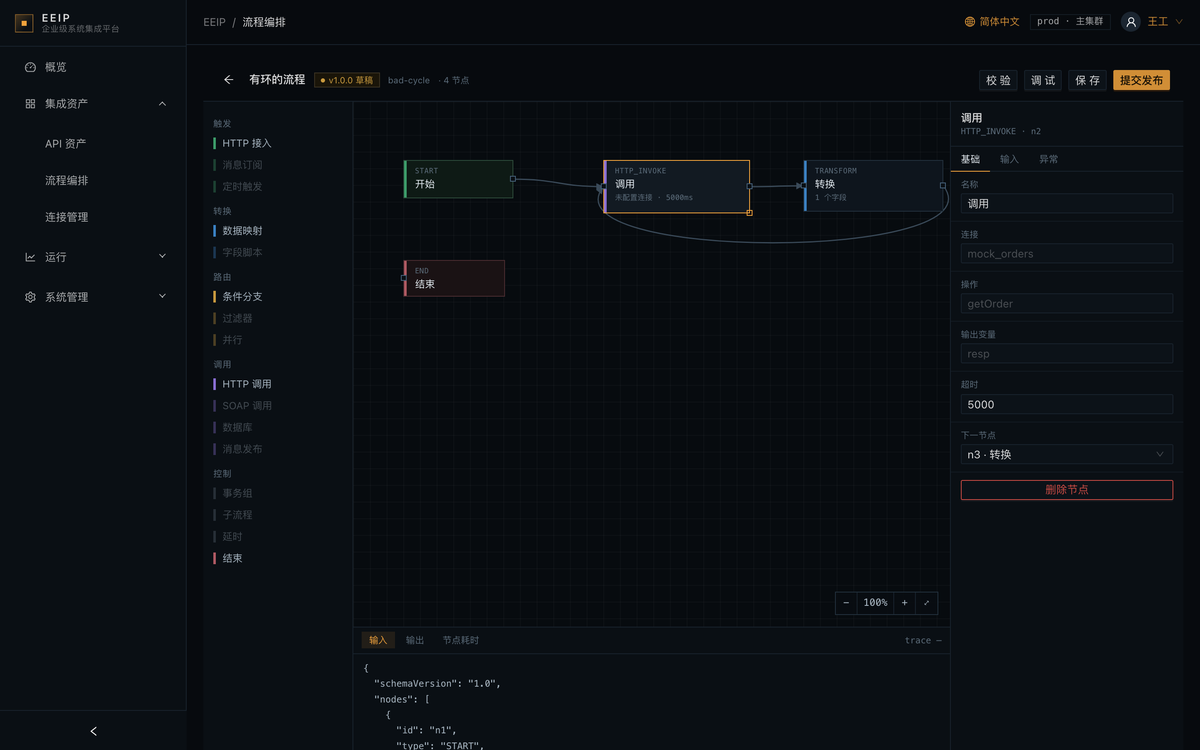 EEIP
企业级系统集成平台
概览
集成资产
API 资产
流程编排
连接管理
运行
系统管理
EEIP / 流程编排
简体中文
prod · 主集群
王工
有环的流程
v1.0.0 草稿
bad-cycle · 4 节点
校 验
调 试
保 存
提交发布
触发
HTTP 接入
消息订阅
定时触发
转换
数据映射
字段脚本
路由
条件分支
过滤器
并行
调用
HTTP 调用
SOAP 调用
数据库
消息发布
控制
事务组
子流程
延时
结束
START
开始
HTTP_INVOKE
调用
未配置连接 · 5000ms
TRANSFORM
转换
1 个字段
END
结束
− 100% +
输入
输出
节点耗时
trace —
{
"schemaVersion": "1.0",
"nodes": [
{
"id": "n1",
"type": "START",
调用
HTTP_INVOKE · n2
基础
输入
异常
名称
调用
连接
mock_orders
操作
getOrder
输出变量
resp
超时
5000
下一节点
n3 · 转换
删除节点